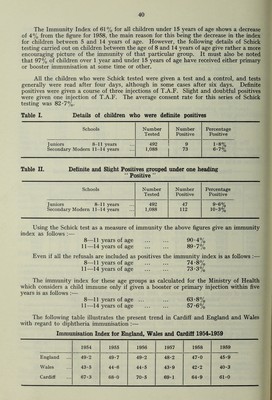 40
The Immunity Index of 61% for all children under 5 years of age shows a decrease
of 4% from the figure for 1958, the main reason for this being the decrease in the index
for children between 5 and 14 years of age. However, the following details of Schick
testing carried out on children between the age of 8 and 14 years of age give rather a more
encouraging picture of the immunity of that particular group. It must also be noted
that 97% of children over 1 year and under 15 years of age have received either primary
or booster immunisation at some time or other.
All the children who were Schick tested were given a test and a control, and tests
generally were read after four days, although in some cases after six days. Definite
positives were given a course of three injections of T.A.F. Slight and doubtful positives
were given one injection of T.A.F. The average consent rate for this series of Schick
testing was 82·7%.
Table I. Details of children who were definite positives
Schools Number Tested Number Positive Percentage Positive
Juniors 8-11 years ... 492 9 1·8%
Secondary Modern 11-14 years 1,088 73 6·7%
Table II. Definite and Slight Positives grouped under one heading
" Positive "
Schools Number Tested Number Positive Percentage Positive
Juniors 8-11 years ... 492 47 9·6%
Secondary Modern 11-14 years 1,088 112 10·3%
Using the Schick test as a measure of immunity the above figures give an immunity
index as follows :—
8—11 years of age ... ... ... 90·4%
11—14 years of age ... ... ... 89·7%
Even if all the refusals are included as positives the immunity index is as follows :—
8—11 years of age ... ... ... 74·8%
11—14 years of age ... ... ... 73·3%
The immunity index for these age groups as calculated for the Ministry of Health
which considers a child immune only if given a booster or primary injection within five
years is as follows :—
8—11 years of age ... ... ... 63·8%
11—14 years of age ... ... ... 57·6%
The following table illustrates the present trend in Cardiff and England and Wales
with regard to diphtheria immunisation :—
Immunisation Index for England, Wales and Cardiff 1954-1959
1954 1955 1956 1957 1958 1959
England ... 49·2 49·7 49·2 48·2 47·0 45·9
Wales ... 43·5 44·6 44·3 43·9 42·2 40·3
Cardiff ... 67·3 68·0 70·5 69·1 64·9 61·0